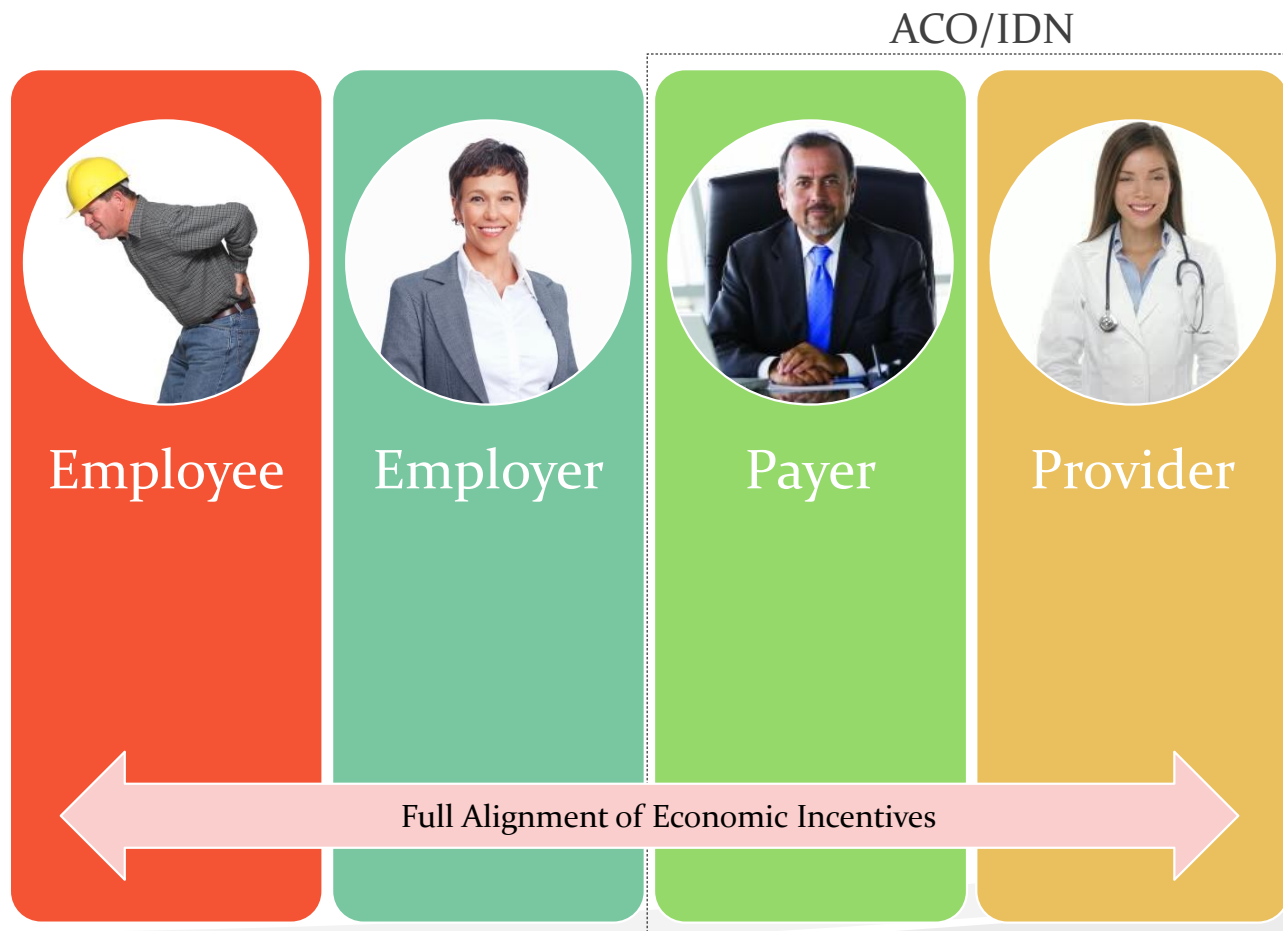 ACO/IDN
Employee
Employer
Payer
Provider
Full Alignment of Economic Incentives